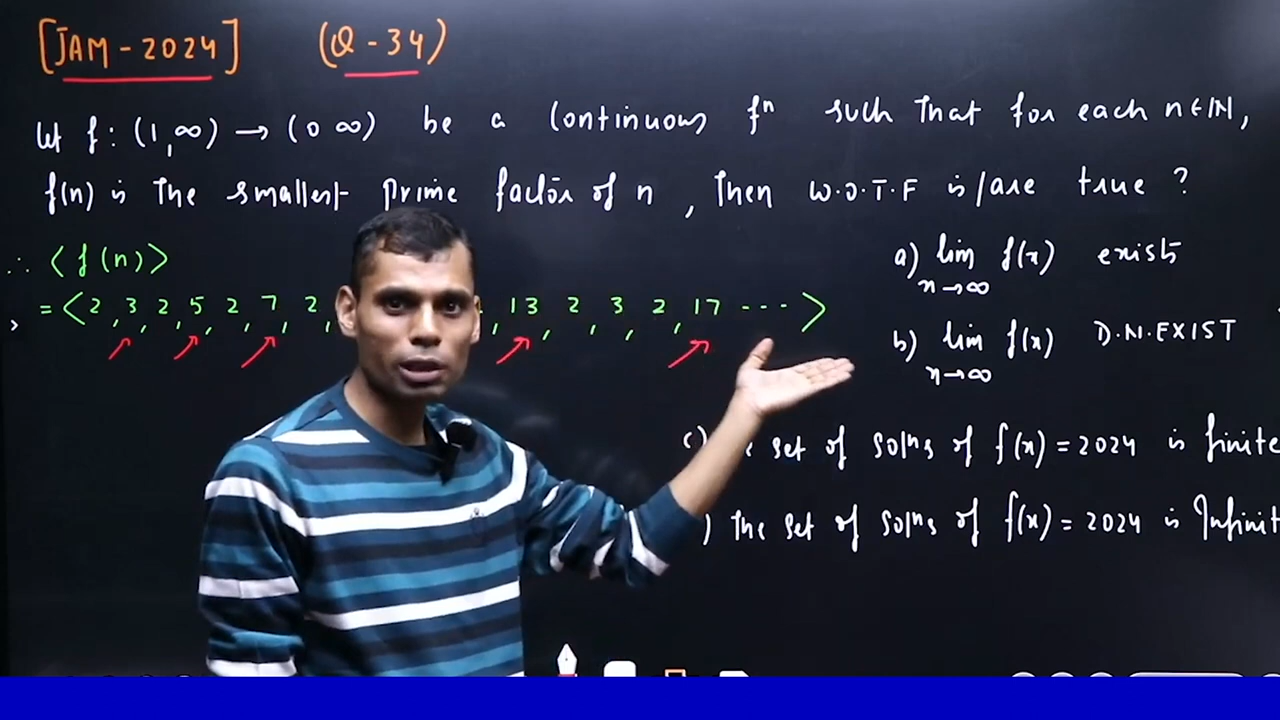 [JAM-2024] (Q-34)
Let f : (1, ∞) → (0 ∞) be a continuous fⁿ such that for each n∈ℕ,
f(n) is the smallest prime factor of n, Then W.O.T.F is/are true ?
∴ <f(n)>
= <2, 3, 2, 5, 2, 7, 2, 13, 2, 3, 2, 17 --->
a) lim n→∞ f(x) exists
b) lim n→∞ f(x) D.N.EXIST
c) set of solⁿs of f(x) = 2024 is finite
) The set of solⁿs of f(x) = 2024 is Infinit